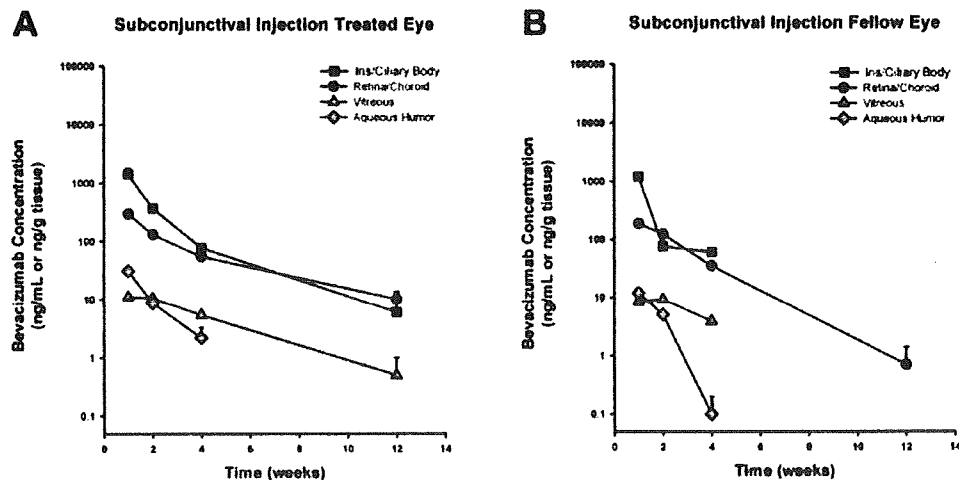 A
Subconjunctival Injection Treated Eye
Iris/Ciliary Body
Retina/Choroid
Vitreous
Aqueous Humor
100000
10000
1000
100
10
1
0.1
Bevacizumab Concentration
(ng/mL or ng/g tissue)
0 2 4 6 8 10 12 14
Time (weeks)
B
Subconjunctival Injection Fellow Eye
Iris/Ciliary Body
Retina/Choroid
Vitreous
Aqueous Humor
100000
10000
1000
100
10
1
0.1
Bevacizumab Concentration
(ng/mL or ng/g tissue)
0 2 4 6 8 10 12 14
Time (weeks)